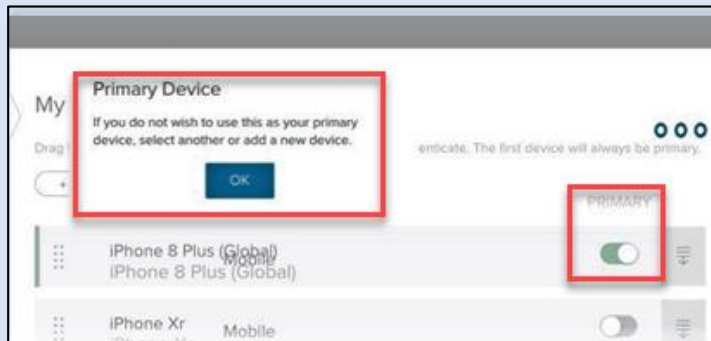 Primary Device
My
If you do not wish to use this as your primary
device, select another or add a new device.
Drag
enticate. The first device will always be primary.
OK
+
PRIMARY
iPhone 8 Plus (Global)
Mobile
iPhone 8 Plus (Global)
iPhone Xr
Mobile